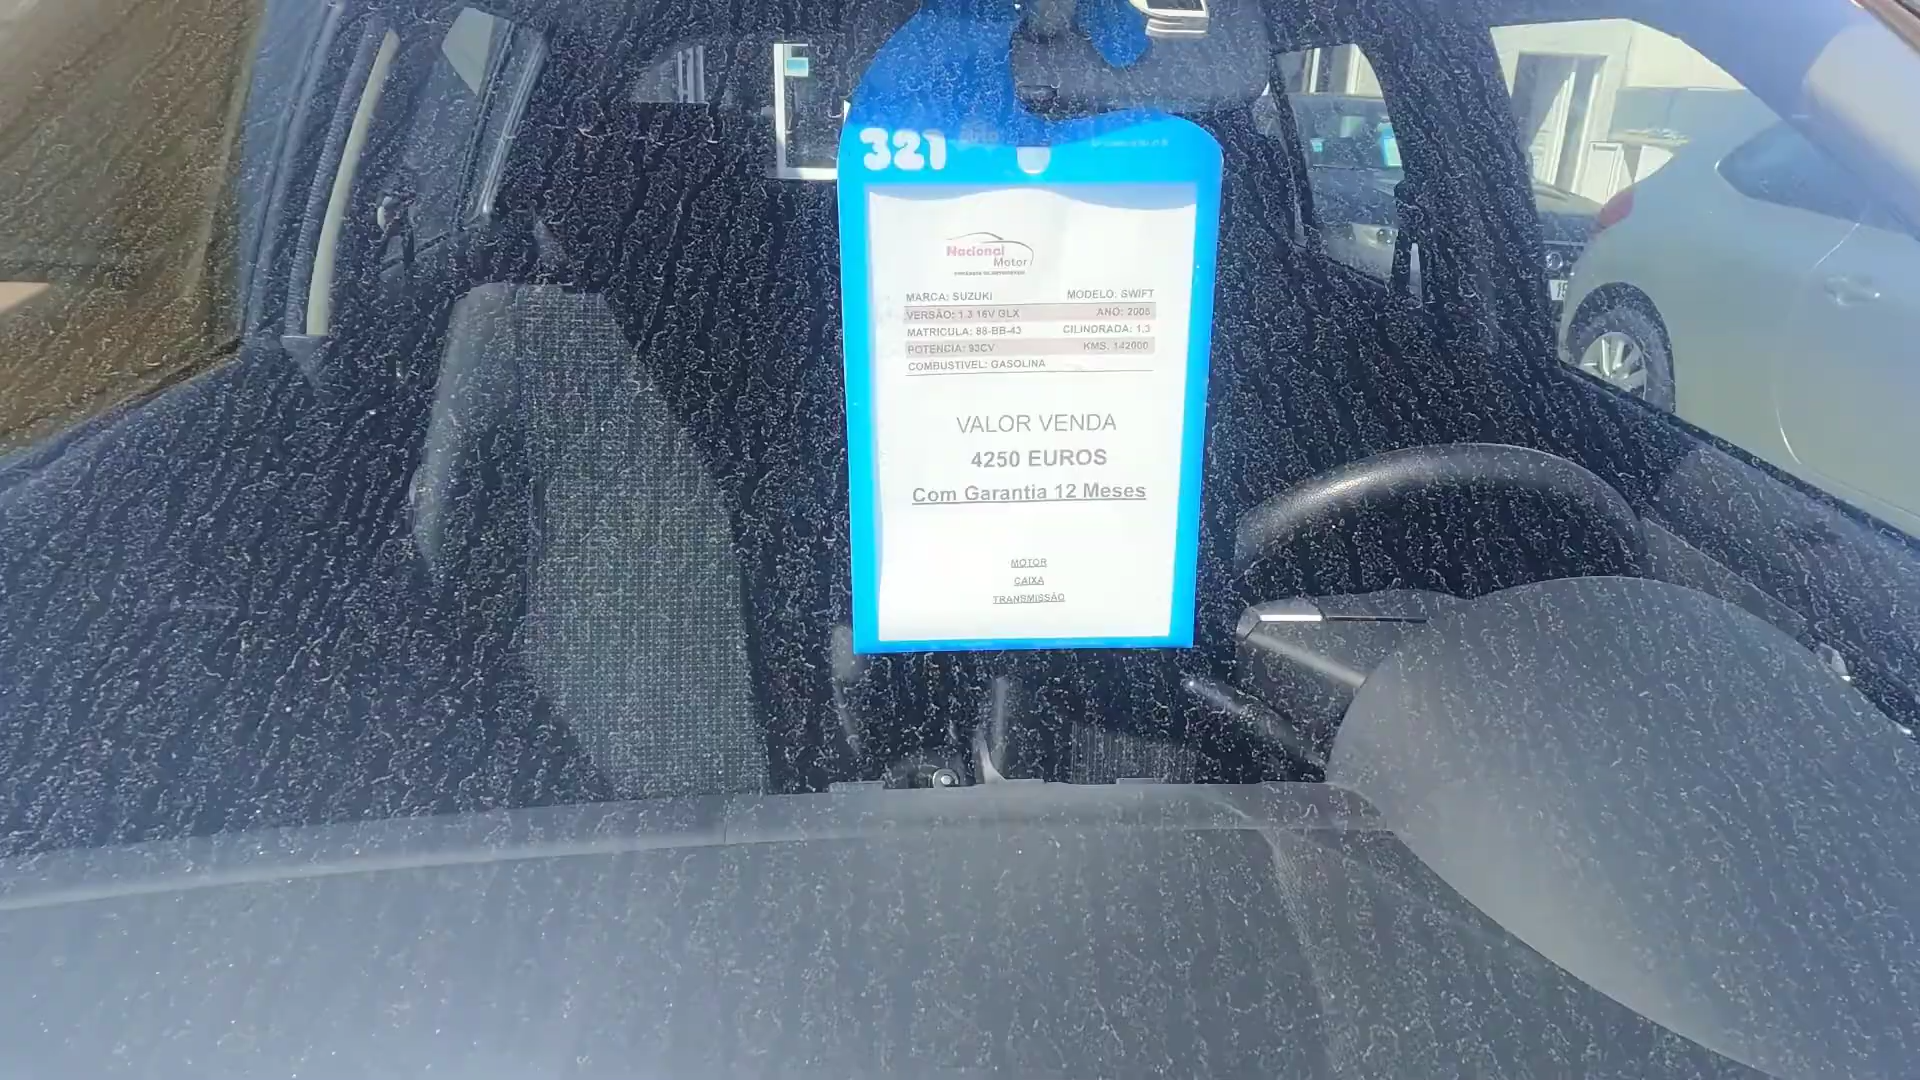 321
Nacional
Motor
MARCA: SUZUKI MODELO: SWIFT
VERSÃO: 1.3 16V GLX ANO: 2006
MATRICULA: 88-BB-43 CILINDRADA: 1.3
POTENCIA: 93CV KMS. 142000
COMBUSTIVEL: GASOLINA
VALOR VENDA
4250 EUROS
Com Garantia 12 Meses
MOTOR
CAIXA
TRANSMISSÃO